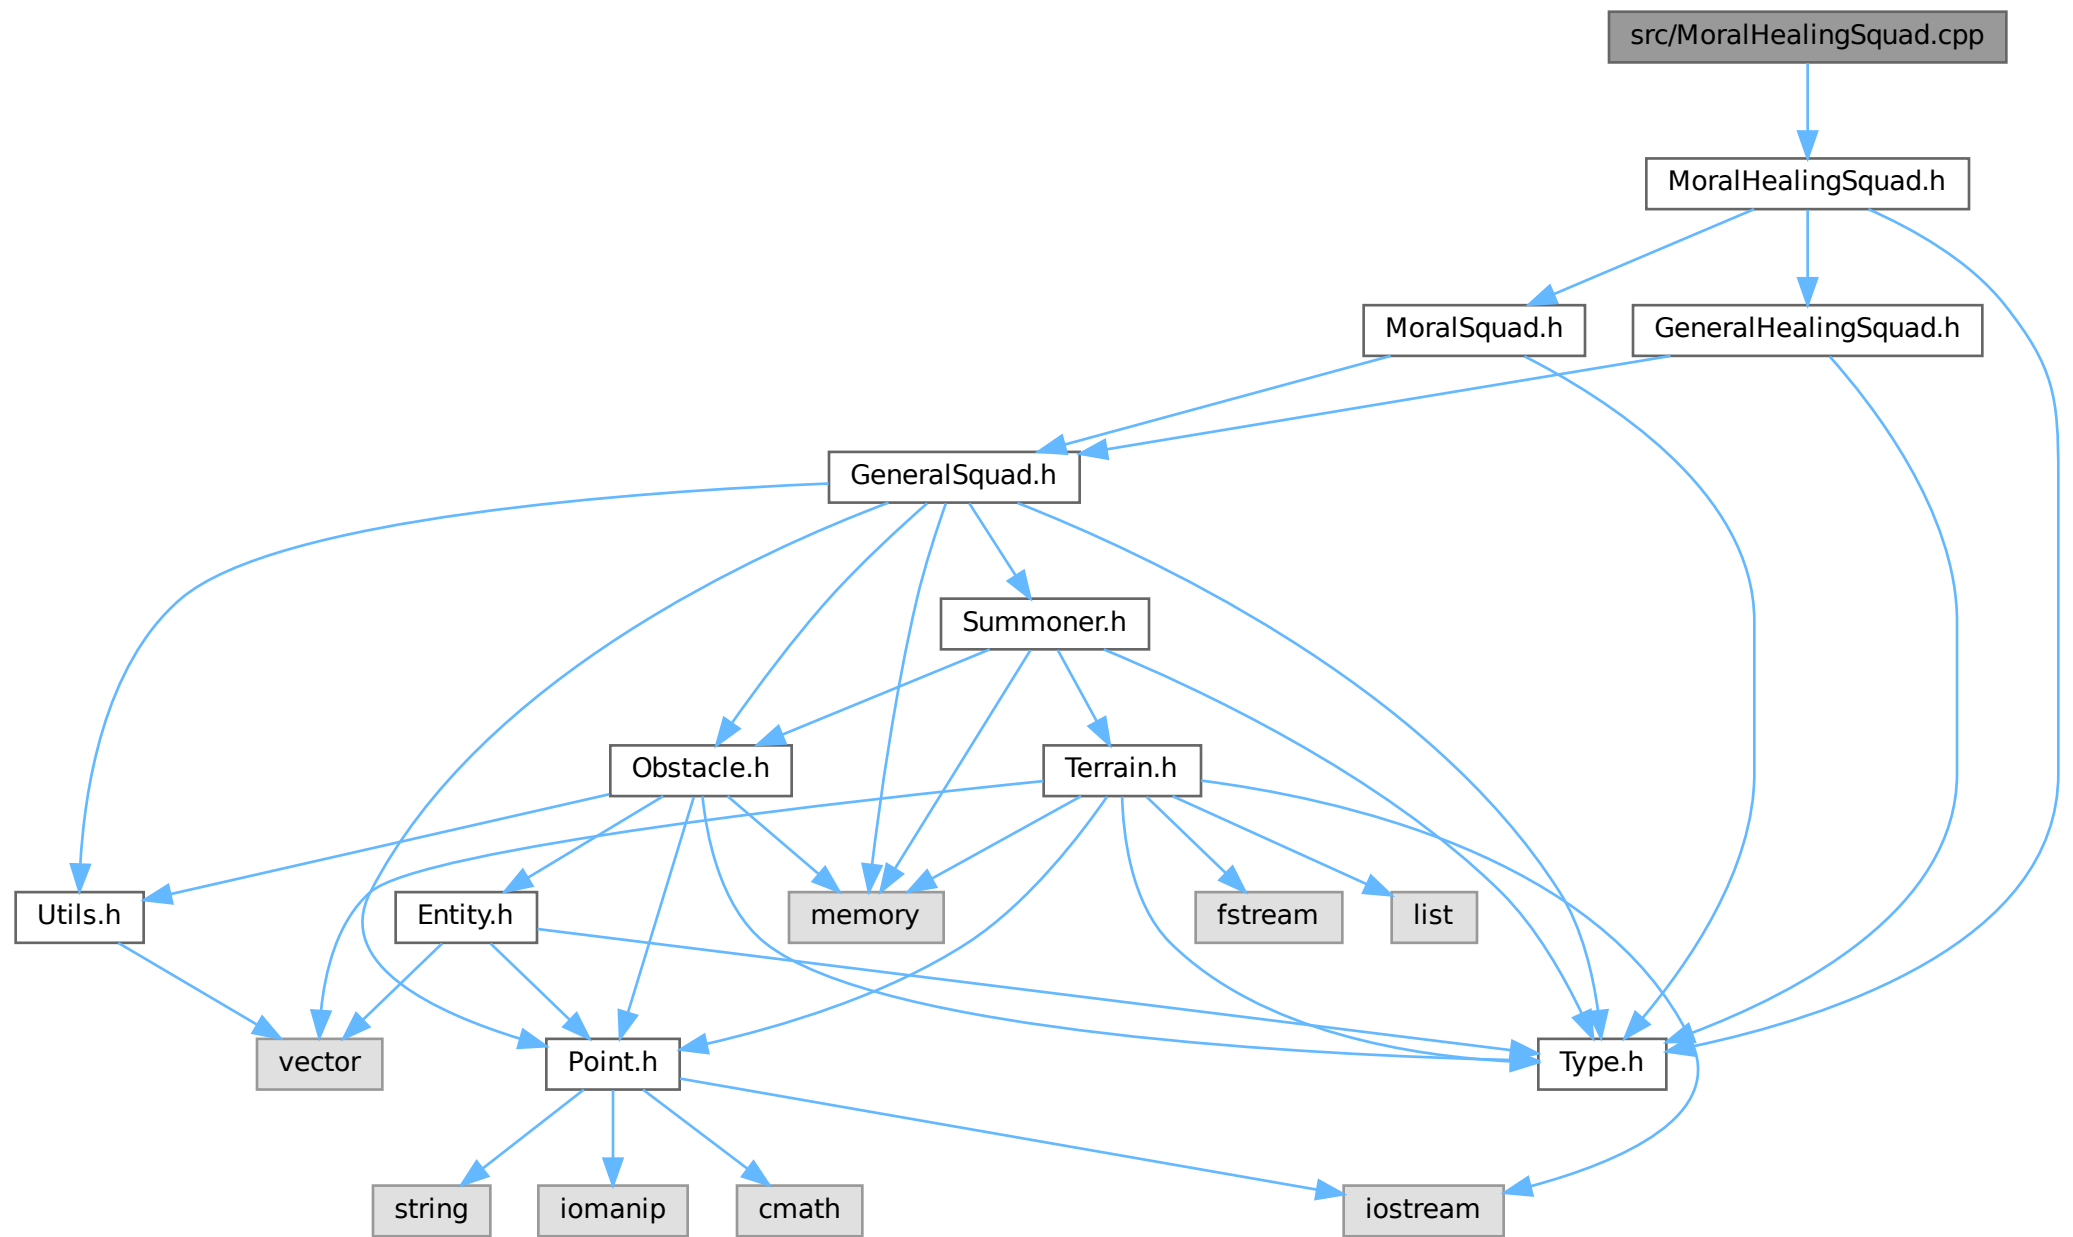 src/MoralHealingSquad.cpp
MoralHealingSquad.h
MoralSquad.h
GeneralHealingSquad.h
GeneralSquad.h
Summoner.h
Obstacle.h
Terrain.h
Utils.h
Entity.h
memory
fstream
list
vector
Point.h
Type.h
string
iomanip
cmath
iostream